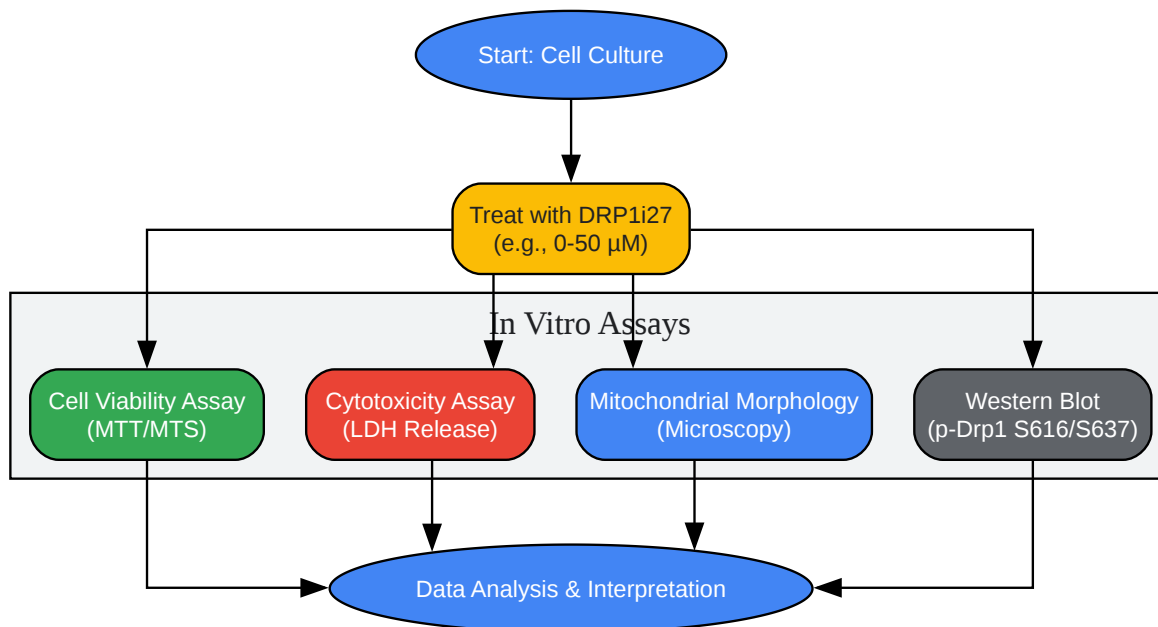 Start: Cell Culture
Treat with DRP1i27
(e.g., 0-50 µM)
In Vitro Assays
Cell Viability Assay
(MTT/MTS)
Cytotoxicity Assay
(LDH Release)
Mitochondrial Morphology
(Microscopy)
Western Blot
(p-Drp1 S616/S637)
Data Analysis & Interpretation